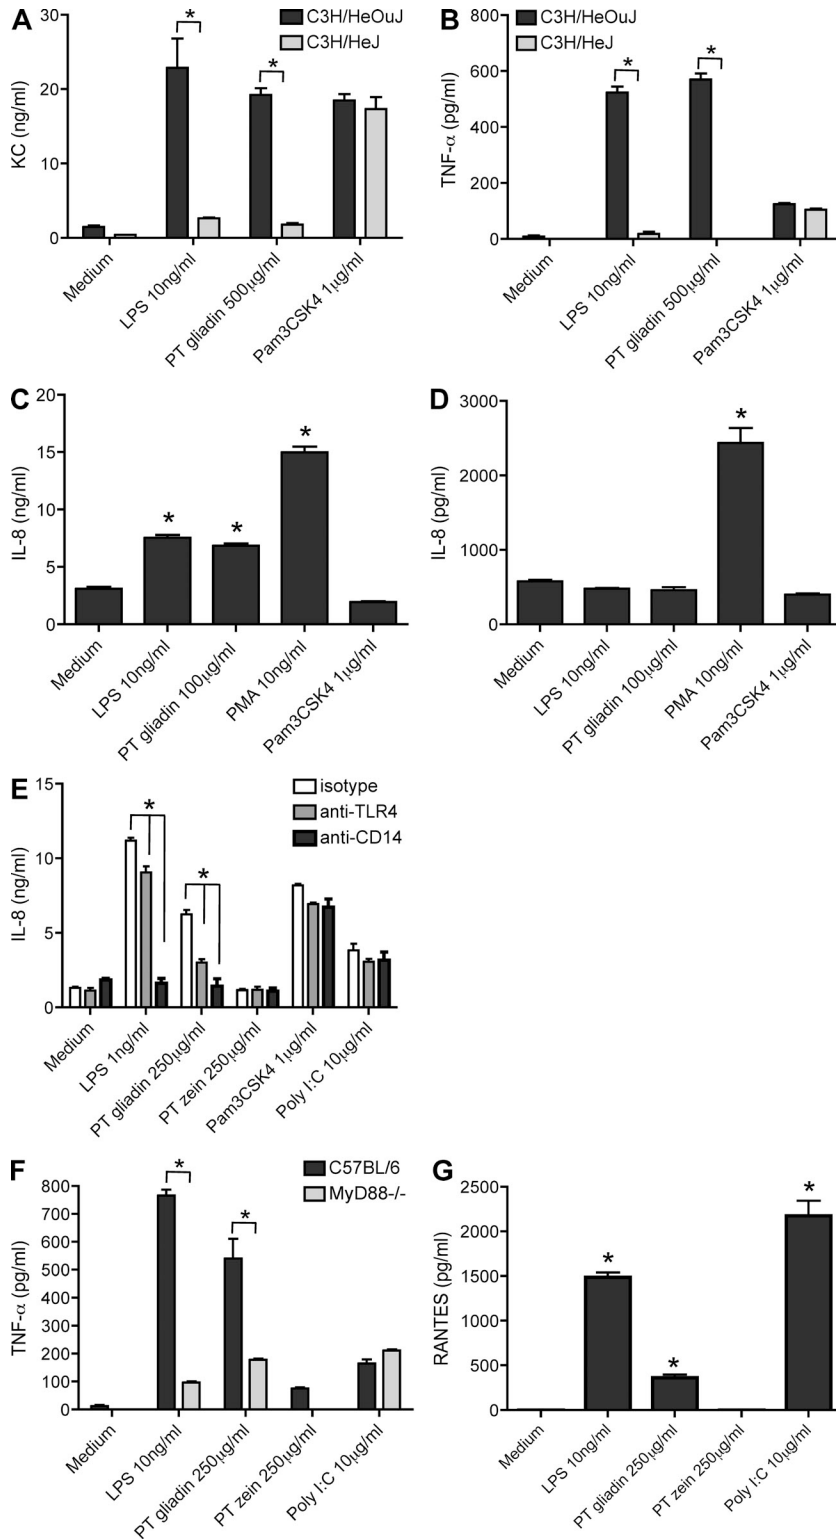 A
C3H/HeOuJ
C3H/HeJ
KC (ng/ml)
30
20
10
0
*
*
Medium
LPS 10ng/ml
PT gliadin 500μg/ml
Pam3CSK4 1μg/ml
B
C3H/HeOuJ
C3H/HeJ
TNF-α (pg/ml)
800
600
400
200
0
*
*
Medium
LPS 10ng/ml
PT gliadin 500μg/ml
Pam3CSK4 1μg/ml
C
IL-8 (ng/ml)
20
15
10
5
0
*
*
*
Medium
LPS 10ng/ml
PT gliadin 100μg/ml
PMA 10ng/ml
Pam3CSK4 1μg/ml
D
IL-8 (pg/ml)
3000
2000
1000
0
*
Medium
LPS 10ng/ml
PT gliadin 100μg/ml
PMA 10ng/ml
Pam3CSK4 1μg/ml
E
isotype
anti-TLR4
anti-CD14
IL-8 (ng/ml)
15
10
5
0
*
*
Medium
LPS 1ng/ml
PT gliadin 250μg/ml
PT zein 250μg/ml
Pam3CSK4 1μg/ml
Poly I:C 10μg/ml
F
C57BL/6
MyD88-/-
TNF-α (pg/ml)
800
700
600
500
400
300
200
100
0
*
*
Medium
LPS 10ng/ml
PT gliadin 250μg/ml
PT zein 250μg/ml
Poly I:C 10μg/ml
G
RANTES (pg/ml)
2500
2000
1500
500
0
*
*
*
Medium
LPS 10ng/ml
PT gliadin 250μg/ml
PT zein 250μg/ml
Poly I:C 10μg/ml